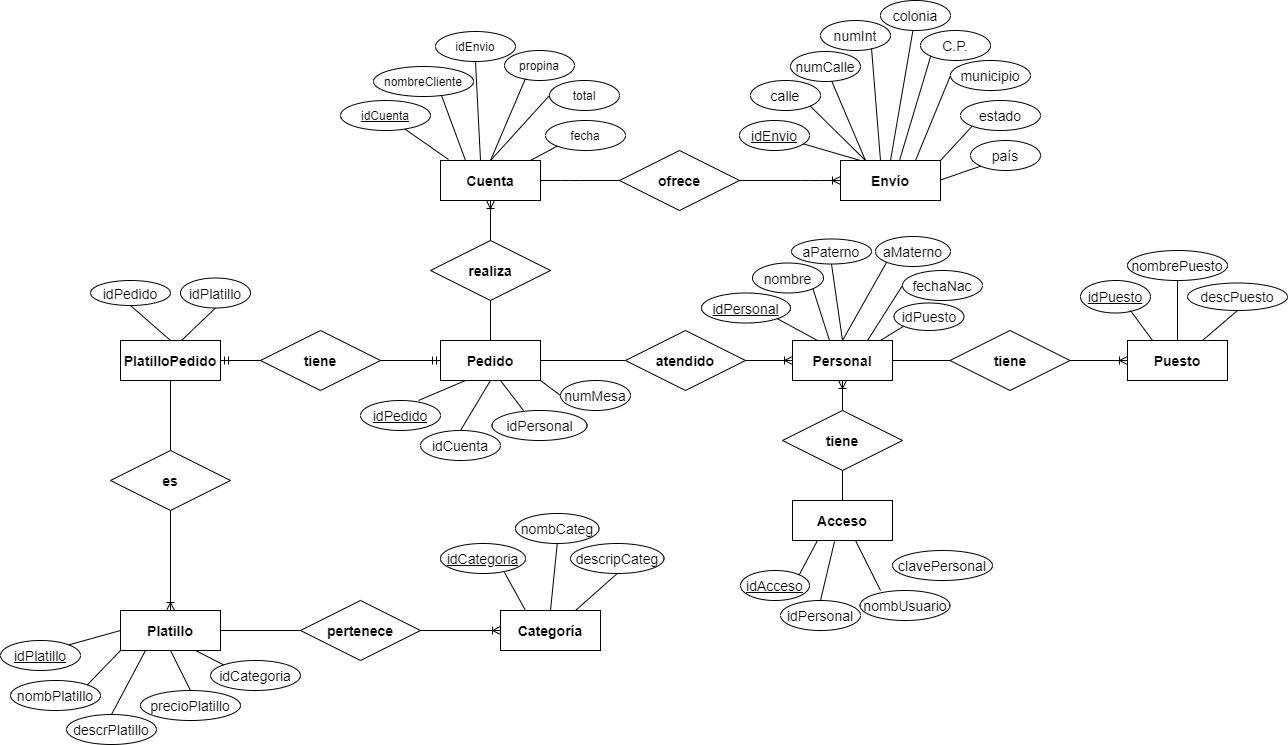 colonia
numInt
C.P.
idEnvio
propina
numCalle
municipio
nombreCliente
calle
total
idCuenta
estado
fecha
idEnvio
país
Cuenta
ofrece
Envío
realiza
aPaterno
aMaterno
nombrePuesto
nombre
fechaNac
idPedido
idPlatillo
idPersonal
idPuesto
idPuesto
descPuesto
PlatilloPedido
tiene
Pedido
atendido
Personal
tiene
Puesto
numMesa
idPedido
idPersonal
idCuenta
tiene
es
Acceso
nombCateg
idCategoria
descripCateg
clavePersonal
idAcceso
nombUsuario
idPersonal
Platillo
pertenece
Categoría
idPlatillo
idCategoria
nombPlatillo
precioPlatillo
descrPlatillo